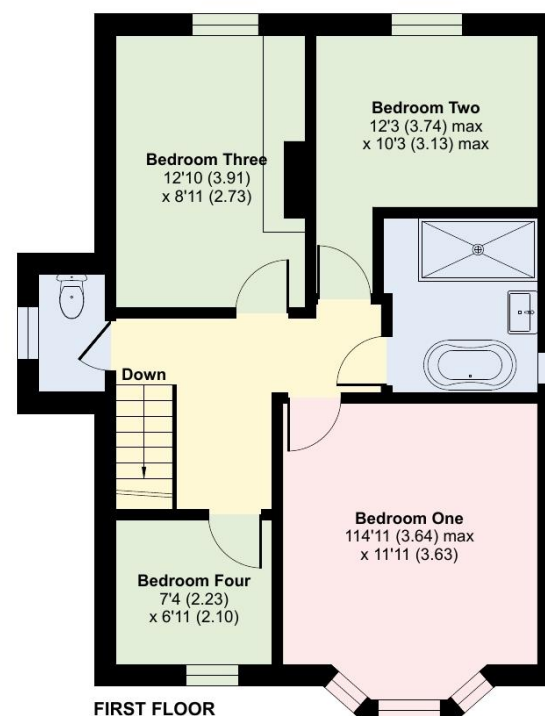 Bedroom Two
12'3 (3.74) max
x 10'3 (3.13) max
Bedroom Three
12'10 (3.91)
x 8'11 (2.73)
Down
Bedroom One
114'11 (3.64) max
x 11'11 (3.63)
Bedroom Four
7'4 (2.23)
x 6'11 (2.10)
FIRST FLOOR